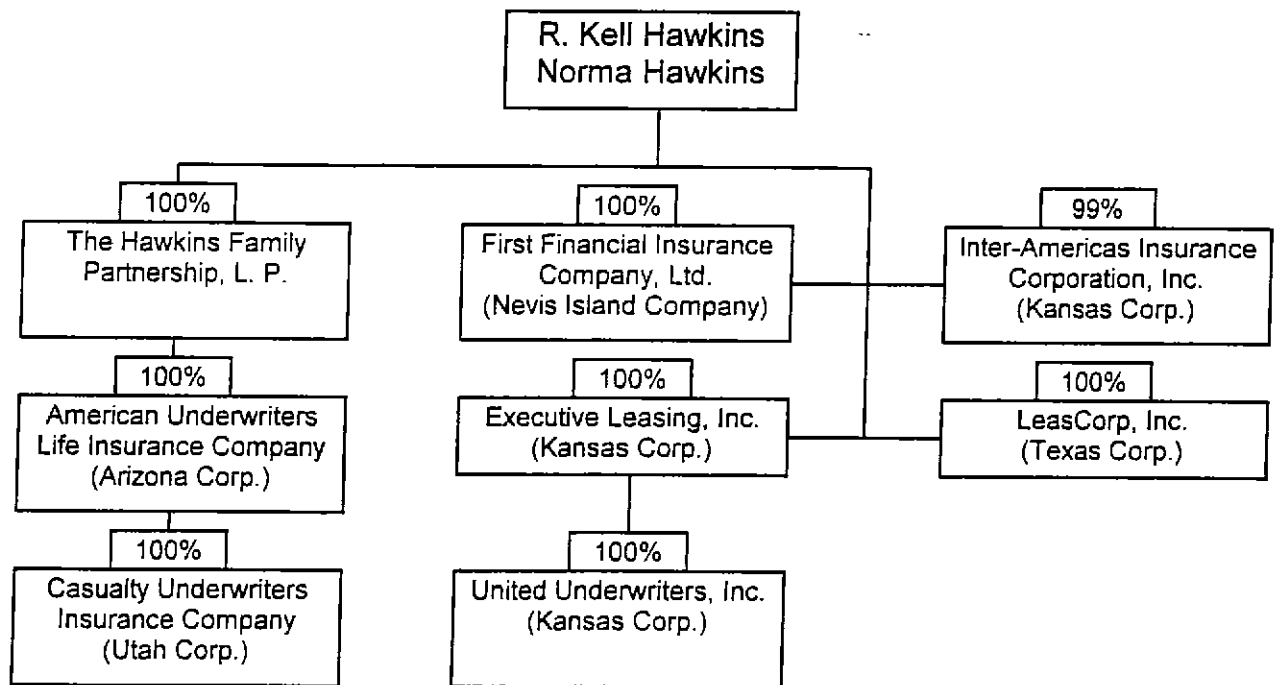 R. Kell Hawkins
Norma Hawkins
100%
The Hawkins Family
Partnership, L. P.
100%
First Financial Insurance
Company, Ltd.
(Nevis Island Company)
99%
Inter-Americas Insurance
Corporation, Inc.
(Kansas Corp.)
100%
American Underwriters
Life Insurance Company
(Arizona Corp.)
100%
Executive Leasing, Inc.
(Kansas Corp.)
100%
LeasCorp, Inc.
(Texas Corp.)
100%
Casualty Underwriters
Insurance Company
(Utah Corp.)
100%
United Underwriters, Inc.
(Kansas Corp.)